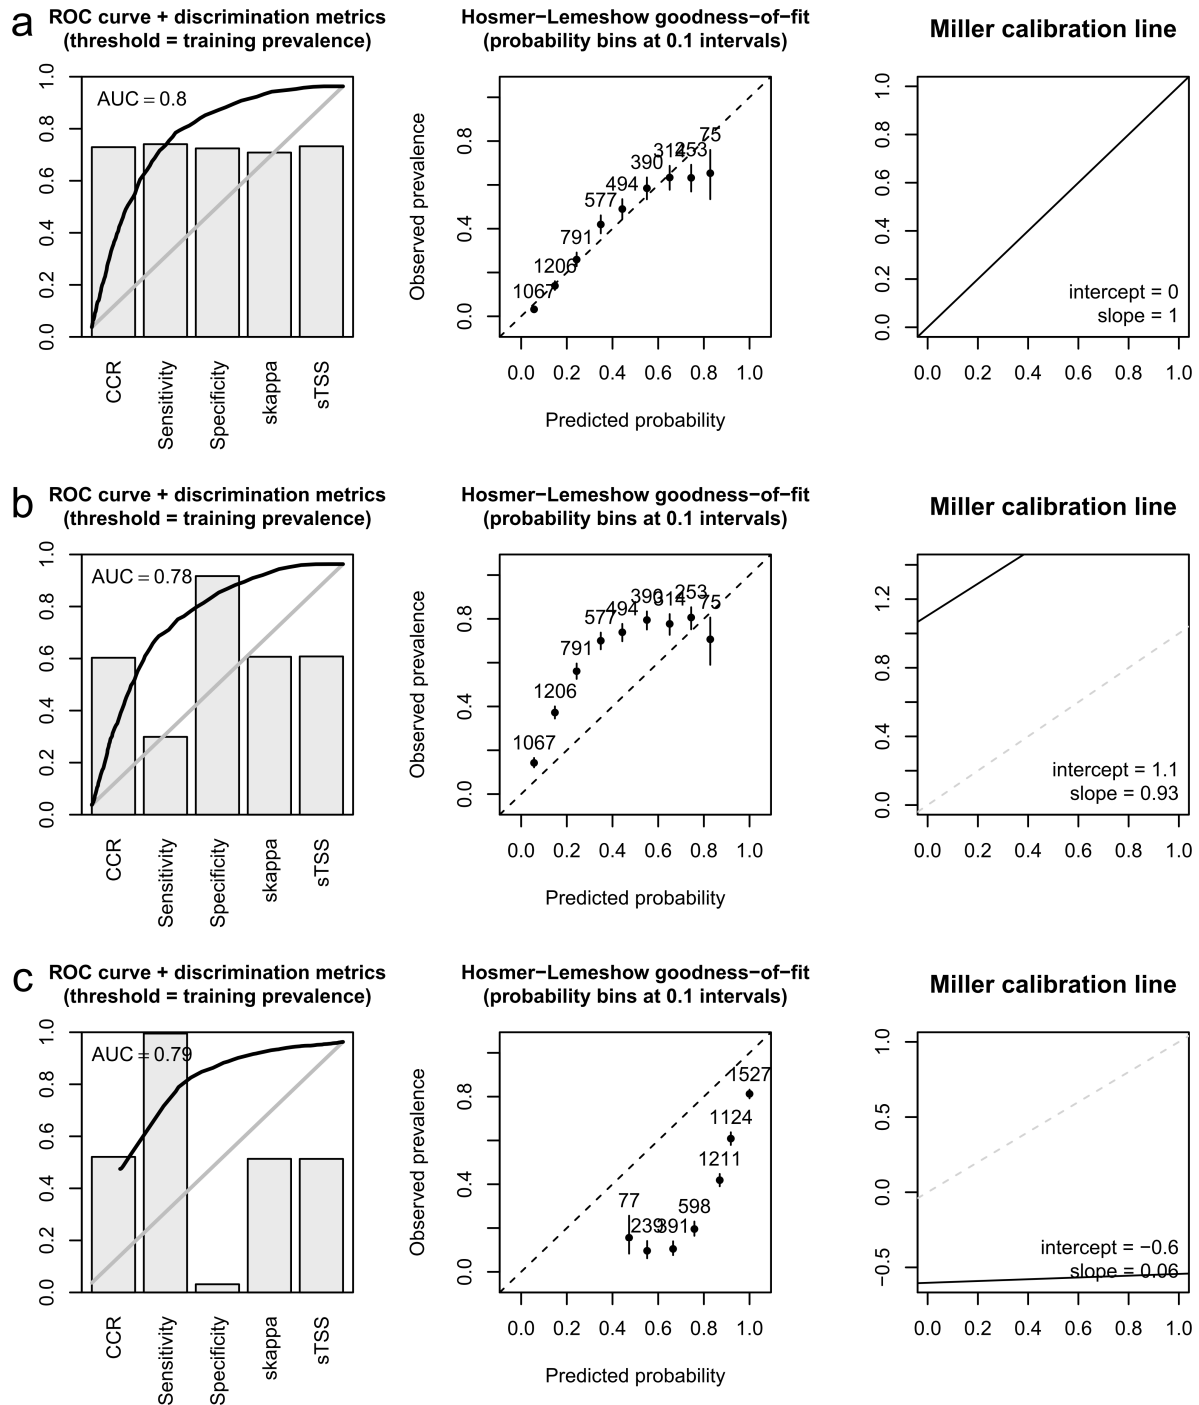 a
ROC curve + discrimination metrics
(threshold = training prevalence)
AUC = 0.8
0.0 0.2 0.4 0.6 0.8 1.0
CCR
Sensitivity
Specificity
skappa
sTSS
Hosmer−Lemeshow goodness−of−fit
(probability bins at 0.1 intervals)
Observed prevalence
0.0 0.4 0.8
1067
1206
791
577
494
390
314
253
75
0.0 0.2 0.4 0.6 0.8 1.0
Predicted probability
Miller calibration line
0.0 0.2 0.4 0.6 0.8 1.0
intercept = 0
slope = 1
0.0 0.2 0.4 0.6 0.8 1.0
b
ROC curve + discrimination metrics
(threshold = training prevalence)
AUC = 0.78
0.0 0.2 0.4 0.6 0.8 1.0
CCR
Sensitivity
Specificity
skappa
sTSS
Hosmer−Lemeshow goodness−of−fit
(probability bins at 0.1 intervals)
Observed prevalence
0.0 0.4 0.8
1067
1206
791
577
494
390
314
253
75
0.0 0.2 0.4 0.6 0.8 1.0
Predicted probability
Miller calibration line
0.0 0.4 0.8 1.2
intercept = 1.1
slope = 0.93
0.0 0.2 0.4 0.6 0.8 1.0
c
ROC curve + discrimination metrics
(threshold = training prevalence)
AUC = 0.79
0.0 0.2 0.4 0.6 0.8 1.0
CCR
Sensitivity
Specificity
skappa
sTSS
Hosmer−Lemeshow goodness−of−fit
(probability bins at 0.1 intervals)
Observed prevalence
0.0 0.4 0.8
77
239
391
598
1211
1124
1527
0.0 0.2 0.4 0.6 0.8 1.0
Predicted probability
Miller calibration line
−0.5 0.0 0.5 1.0
intercept = −0.6
slope = 0.06
0.0 0.2 0.4 0.6 0.8 1.0